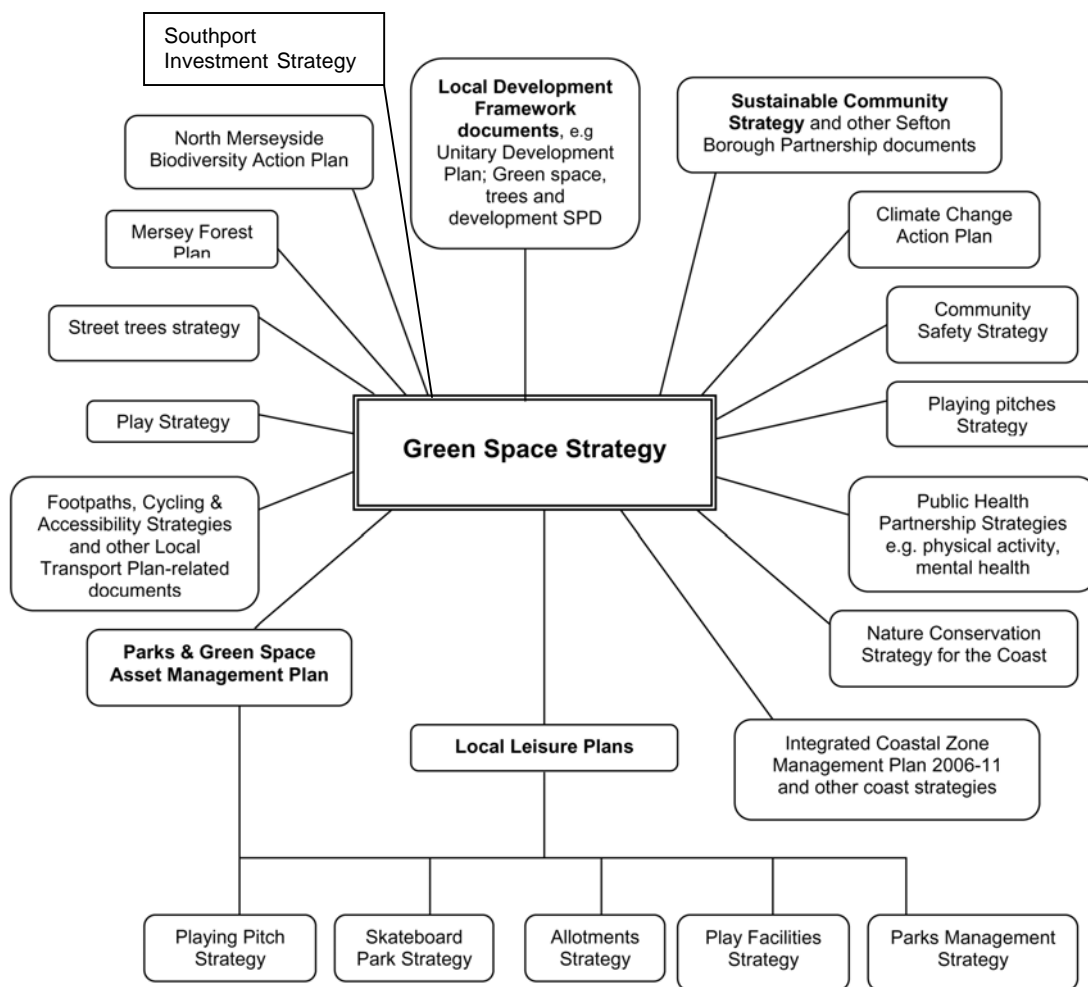 Southport
Investment Strategy
Local Development
Framework
documents, e.g
Unitary Development
Plan; Green space,
trees and
development SPD
Sustainable Community
Strategy and other Sefton
Borough Partnership documents
North Merseyside
Biodiversity Action Plan
Climate Change
Action Plan
Mersey Forest
Plan
Community
Safety Strategy
Street trees strategy
Playing pitches
Strategy
Play Strategy
Green Space Strategy
Footpaths, Cycling &
Accessibility Strategies
and other Local
Transport Plan-related
documents
Public Health
Partnership Strategies
e.g. physical activity,
mental health
Parks & Green Space
Asset Management Plan
Nature Conservation
Strategy for the Coast
Local Leisure Plans
Integrated Coastal Zone
Management Plan 2006-11
and other coast strategies
Playing Pitch
Strategy
Skateboard
Park Strategy
Allotments
Strategy
Play Facilities
Strategy
Parks Management
Strategy